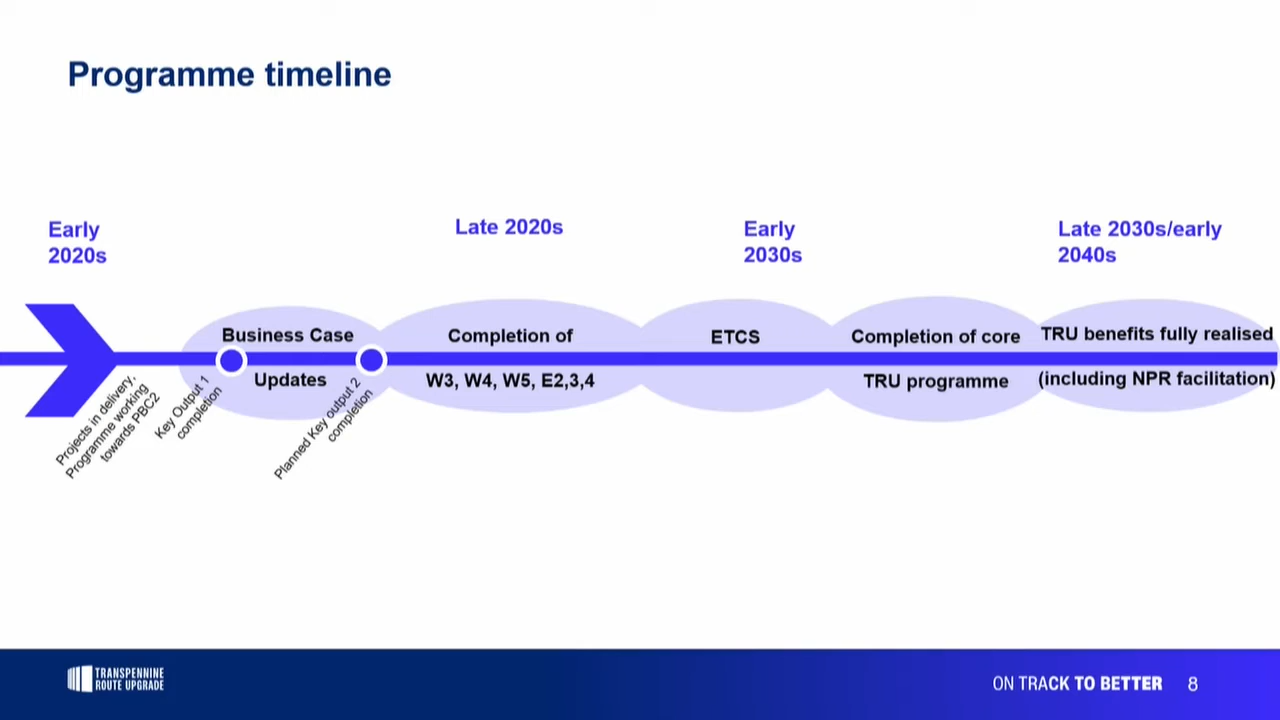 Programme timeline
Early
2020s
Late 2020s
Early
2030s
Late 2030s/early
2040s
Business Case
Updates
Completion of
W3, W4, W5, E2,3,4
ETCS
Completion of core
TRU programme
TRU benefits fully realised
(including NPR facilitation)
Projects in delivery.
Programme working
towards PBC2
Key Output 1
completion
Planned Key output 2
completion
TRANSPENNINE
ROUTE UPGRADE
ON TRACK TO BETTER
8